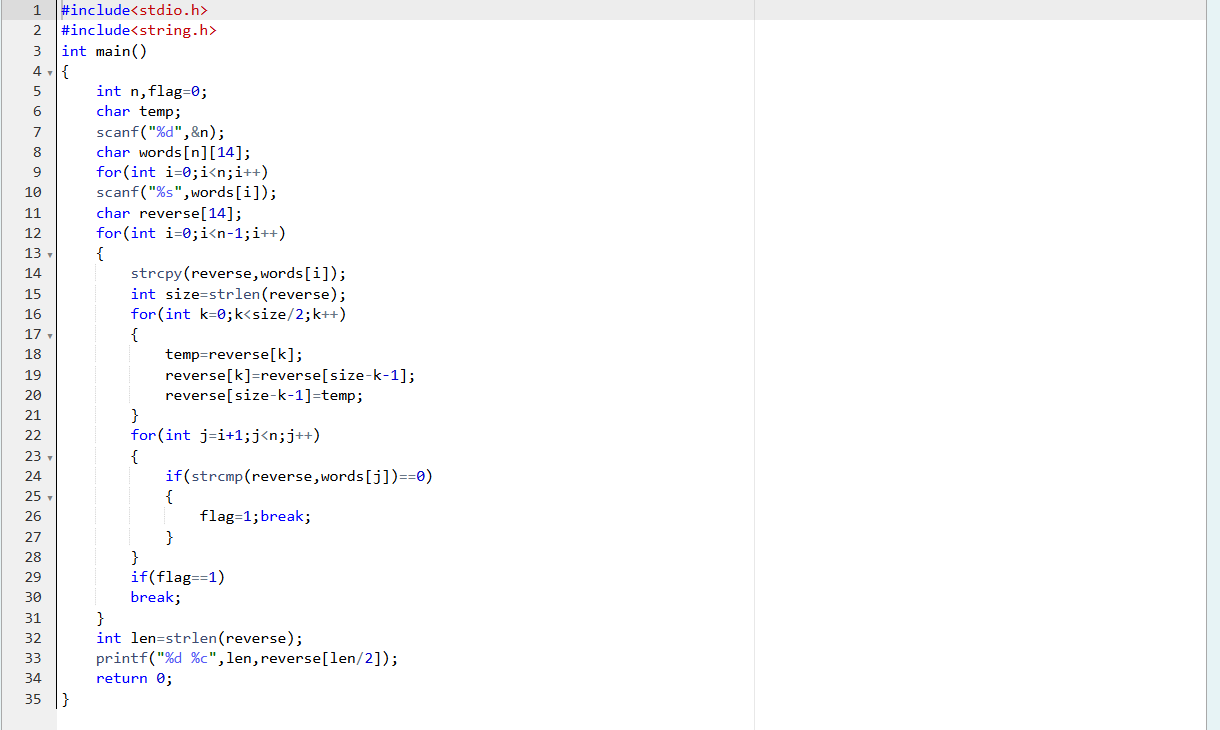 1 #include<stdio.h>
2 #include<string.h>
3 int main()
4 {
5 int n,flag=0;
6 char temp;
7 scanf("%d",&n);
8 char words[n][14];
9 for(int i=0;i<n;i++)
10 scanf("%s",words[i]);
11 char reverse[14];
12 for(int i=0;i<n-1;i++)
13 {
14 strcpy(reverse,words[i]);
15 int size=strlen(reverse);
16 for(int k=0;k<size/2;k++)
17 {
18 temp=reverse[k];
19 reverse[k]=reverse[size-k-1];
20 reverse[size-k-1]=temp;
21 }
22 for(int j=i+1;j<n;j++)
23 {
24 if(strcmp(reverse,words[j])==0)
25 {
26 flag=1;break;
27 }
28 }
29 if(flag==1)
30 break;
31 }
32 int len=strlen(reverse);
33 printf("%d %c",len,reverse[len/2]);
34 return 0;
35 }